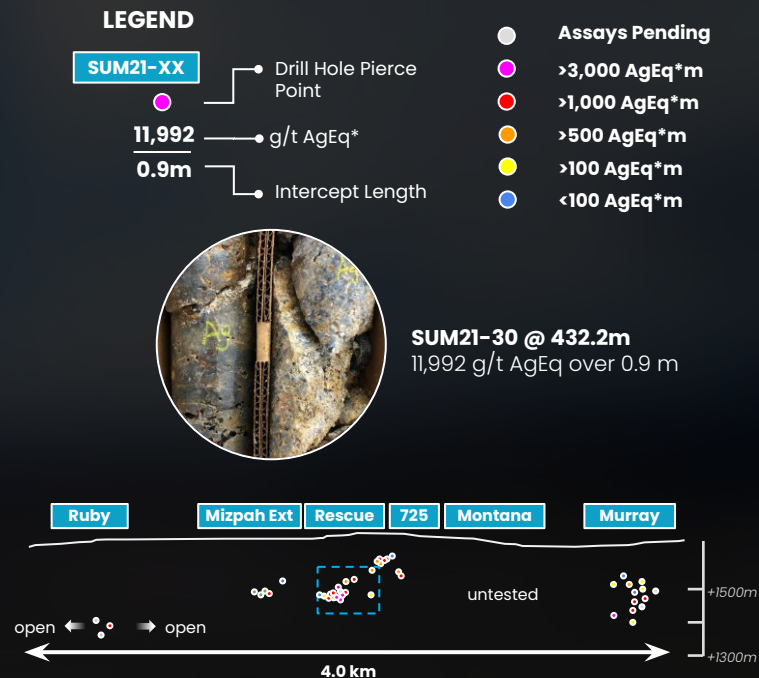 LEGEND
SUM21-XX
Drill Hole Pierce
Point
11,992
g/t AgEq*
0.9m
Intercept Length
Assays Pending
>3,000 AgEq*m
>1,000 AgEq*m
>500 AgEq*m
>100 AgEq*m
<100 AgEq*m
Ag
Ag
SUM21-30 @ 432.2m
11,992 g/t AgEq over 0.9 m
Ruby
Mizpah Ext
Rescue
725
Montana
Murray
untested
+1500m
open
open
+1300m
4.0 km